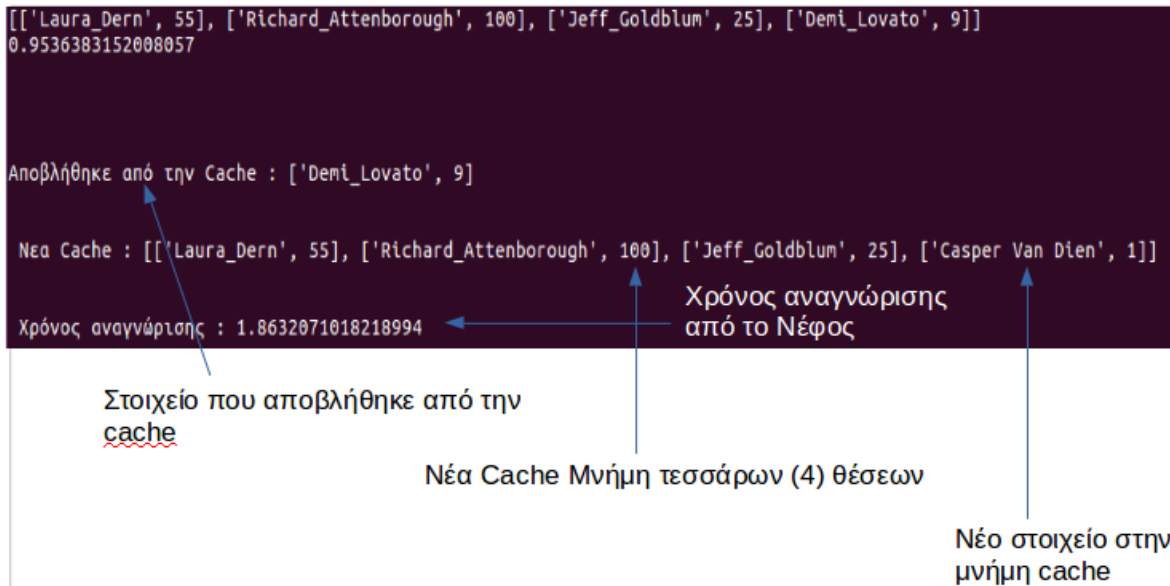 [['Laura_Dern', 55], ['Richard_Attenborough', 100], ['Jeff_Goldblum', 25], ['Demi_Lovato', 9]]
0.9536383152008057
Αποβλήθηκε από την Cache : ['Demi_Lovato', 9]
Νεα Cache : [['Laura_Dern', 55], ['Richard_Attenborough', 100], ['Jeff_Goldblum', 25], ['Casper Van Dien', 1]]
Χρόνος αναγνώρισης : 1.8632071018218994
Χρόνος αναγνώρισης
από το Νέφος
Στοιχείο που αποβλήθηκε από την
cache
Νέα Cache Μνήμη τεσσάρων (4) θέσεων
Νέο στοιχείο στην
μνήμη cache